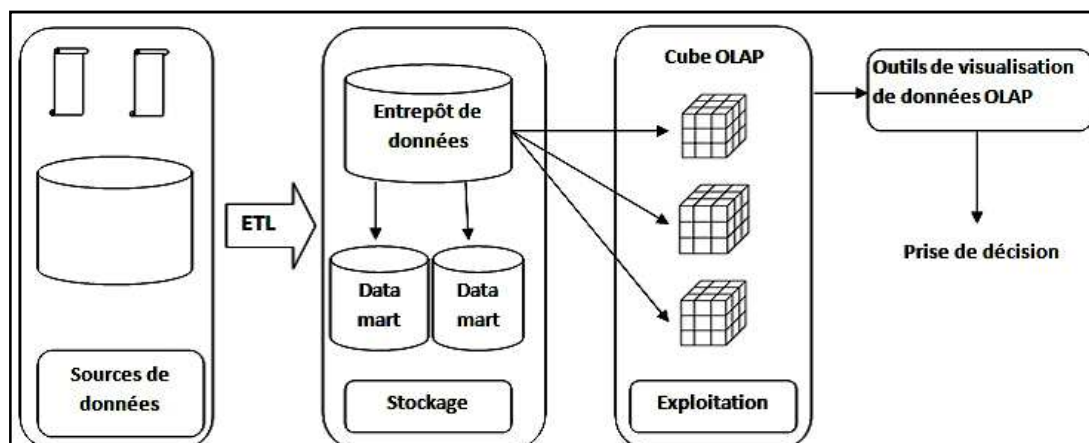 Sources de
données
ETL
Entrepôt de
données
Data
mart
Data
mart
Stockage
Cube OLAP
Exploitation
Outils de visualisation
de données OLAP
Prise de décision